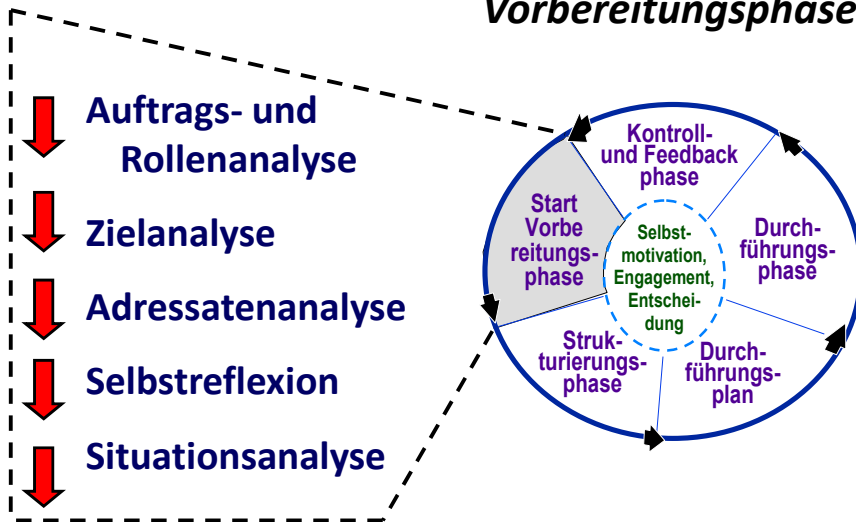 Vorbereitungsphase
Auftrags- und
Rollenanalyse
Zielanalyse
Adressatenanalyse
Selbstreflexion
Situationsanalyse
Kontroll-
und Feedback
phase
Start
Vorbe
reitungs-
phase
Selbst-
motivation,
Engagement,
Entschei-
dung
Durch-
führungs-
phase
Struk-
turierungs-
phase
Durch-
führungs-
plan